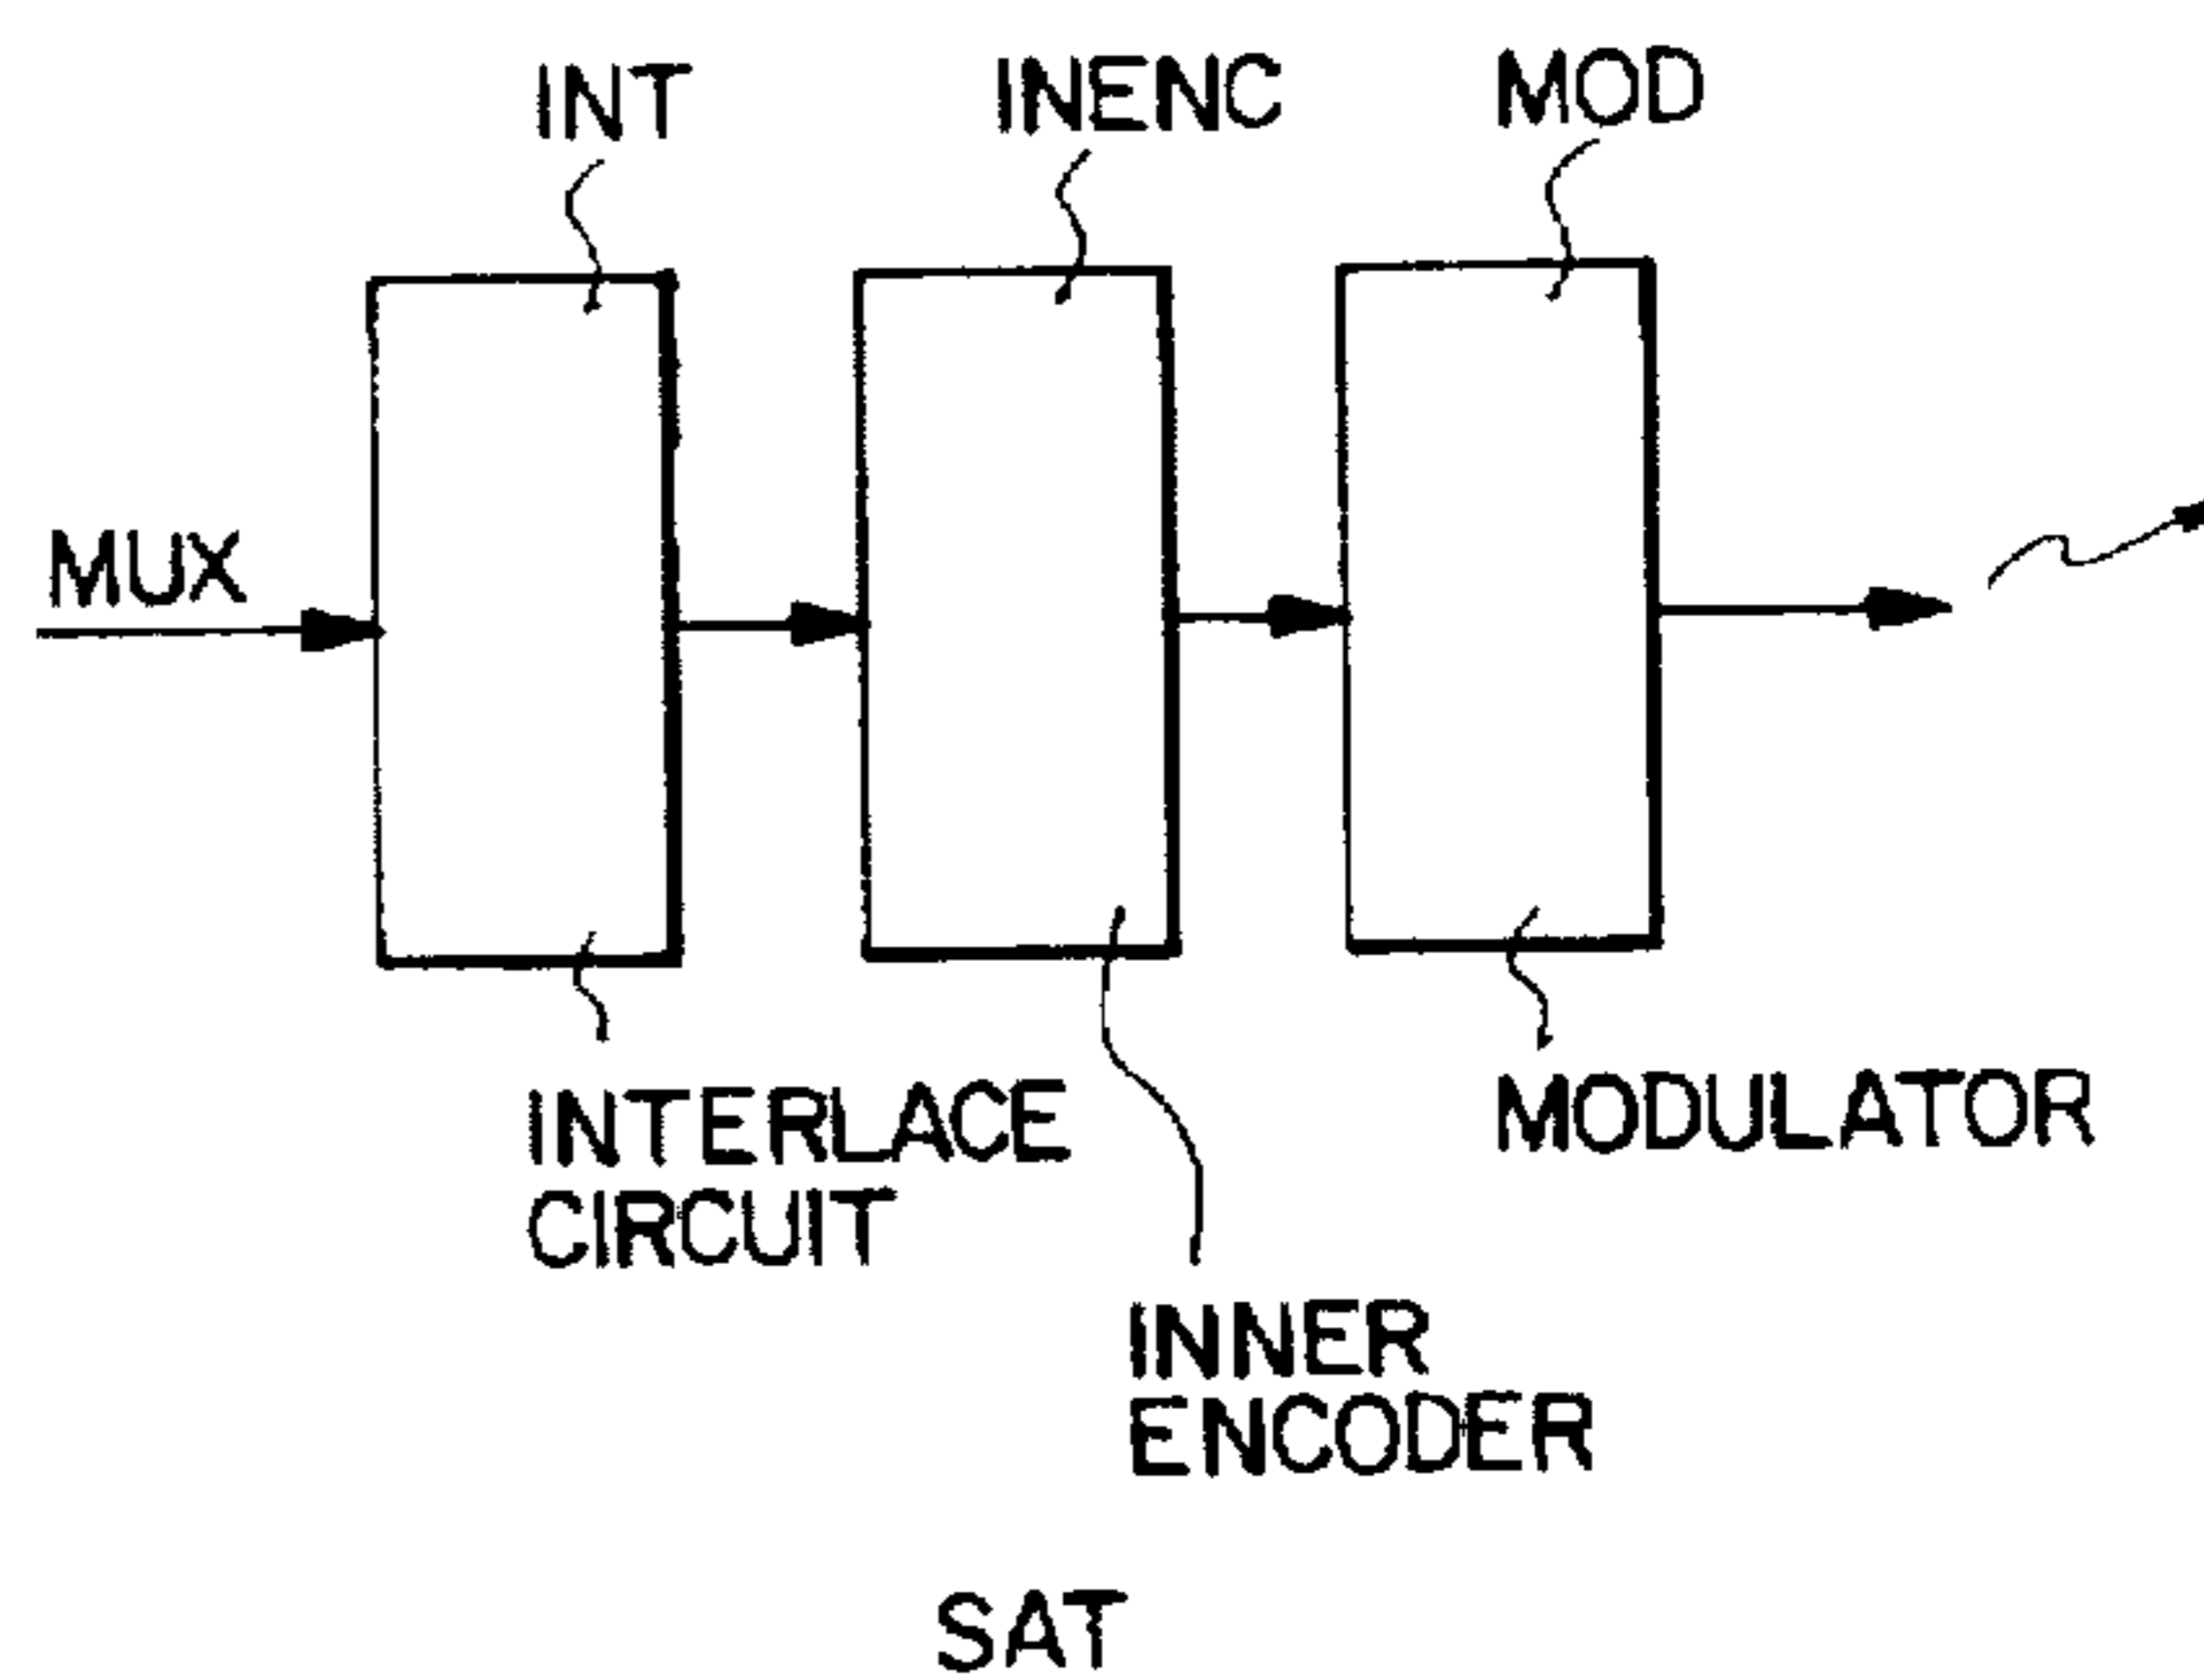 INT
INENC
MOD
MUX
INTERLACE
CIRCUIT
MODULATOR
INNER
ENCODER
SAT